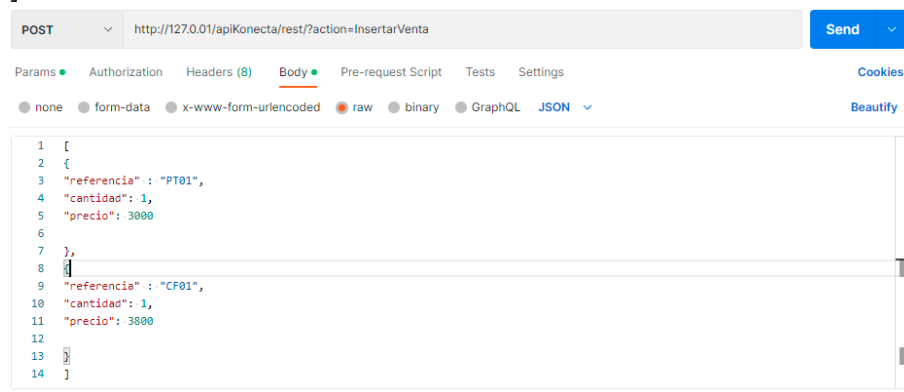 POST http://127.0.01/apiKonecta/rest/?action=InsertarVenta Send
Params Authorization Headers (8) Body Pre-request Script Tests Settings Cookies
none form-data x-www-form-urlencoded raw binary GraphQL JSON Beautify
1 [
2 {
3 "referencia" : "PT01",
4 "cantidad": 1,
5 "precio": 3000
6
7 },
8 {
9 "referencia" : "CF01",
10 "cantidad": 1,
11 "precio": 3800
12
13 }
14 ]